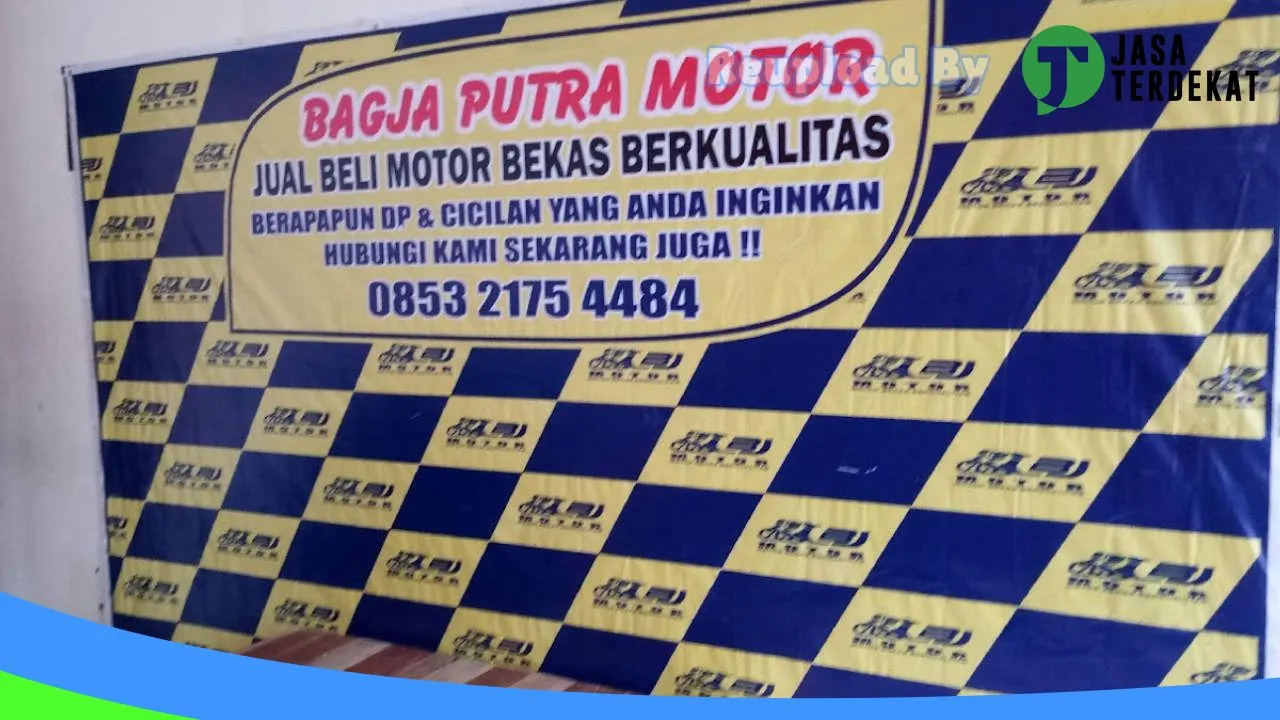 Reupload By
JASA
TERDEKAT
BAGJA PUTRA MOTOR
JUAL BELI MOTOR BEKAS BERKUALITAS
BERAPAPUN DP & CICILAN YANG ANDA INGINKAN
HUBUNGI KAMI SEKARANG JUGA !!
0853 2175 4484